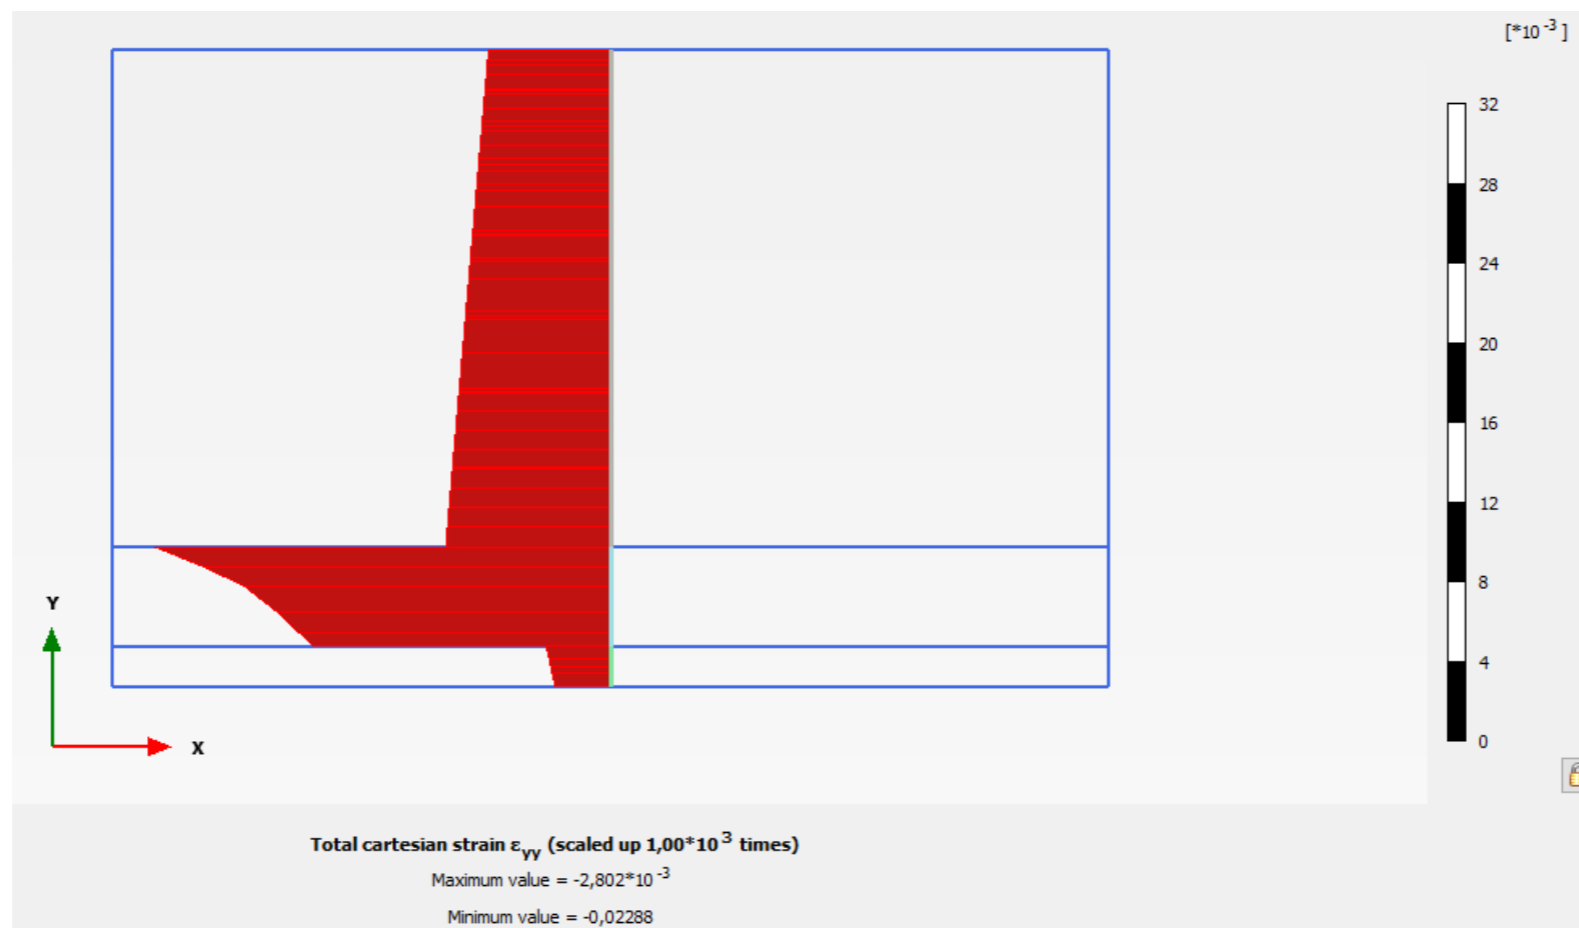 [*10 -3 ]
32
28
24
20
16
12
8
4
0
Y
X
Total cartesian strain εyy (scaled up 1,00*10 3 times)
Maximum value = -2,802*10 -3
Minimum value = -0,02288